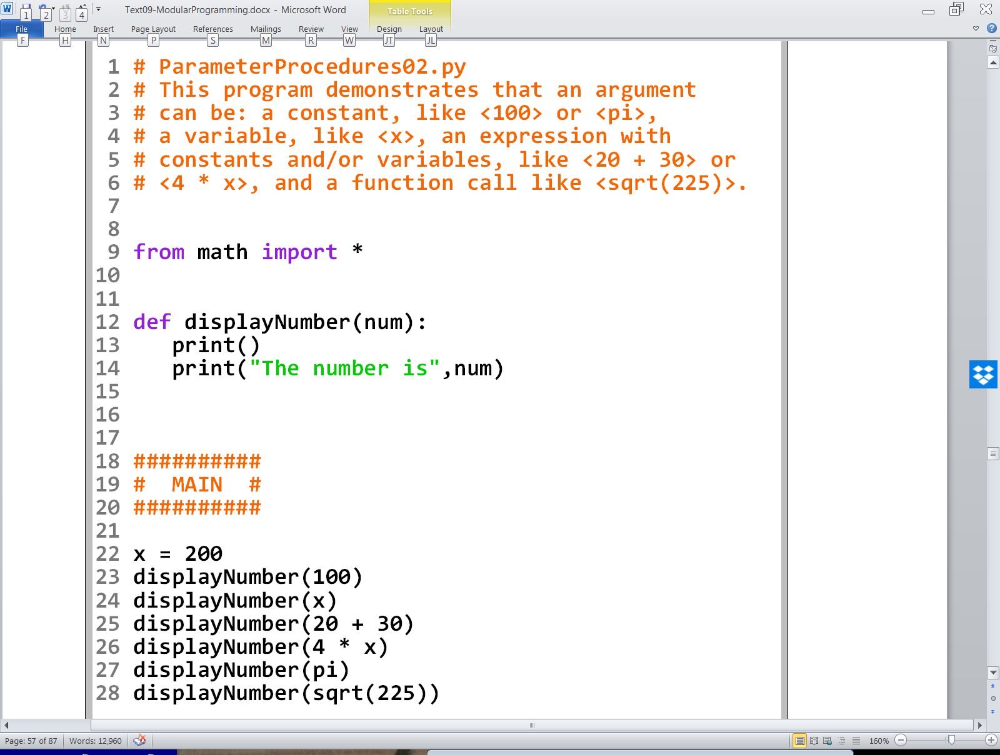 Text09-ModularProgramming.docx - Microsoft Word
Table Tools
1 2 3 4
File Home Insert Page Layout References Mailings Review View Design Layout
F H N P S M R W JT JL
1 # ParameterProcedures02.py
2 # This program demonstrates that an argument
3 # can be: a constant, like <100> or <pi>,
4 # a variable, like <x>, an expression with
5 # constants and/or variables, like <20 + 30> or
6 # <4 * x>, and a function call like <sqrt(225)>.
7
8
9 from math import *
10
11
12 def displayNumber(num):
13    print()
14    print("The number is",num)
15
16
17
18 ##########
19 #  MAIN  #
20 ##########
21
22 x = 200
23 displayNumber(100)
24 displayNumber(x)
25 displayNumber(20 + 30)
26 displayNumber(4 * x)
27 displayNumber(pi)
28 displayNumber(sqrt(225))
Page: 57 of 87 Words: 12,960 160%